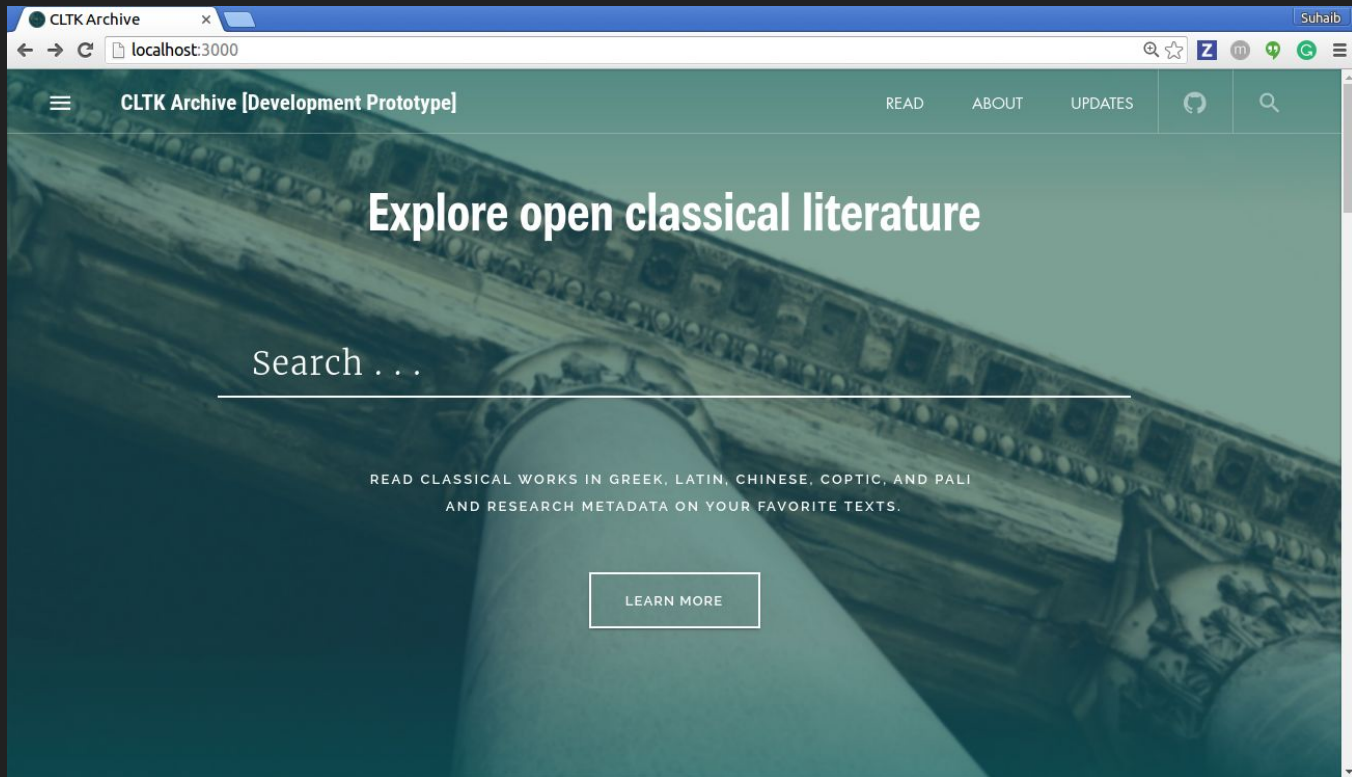 CLTK Archive
Suhaib
localhost:3000
Z m G
CLTK Archive [Development Prototype]
READ ABOUT UPDATES
Explore open classical literature
Search . . .
READ CLASSICAL WORKS IN GREEK, LATIN, CHINESE, COPTIC, AND PALI
AND RESEARCH METADATA ON YOUR FAVORITE TEXTS.
LEARN MORE